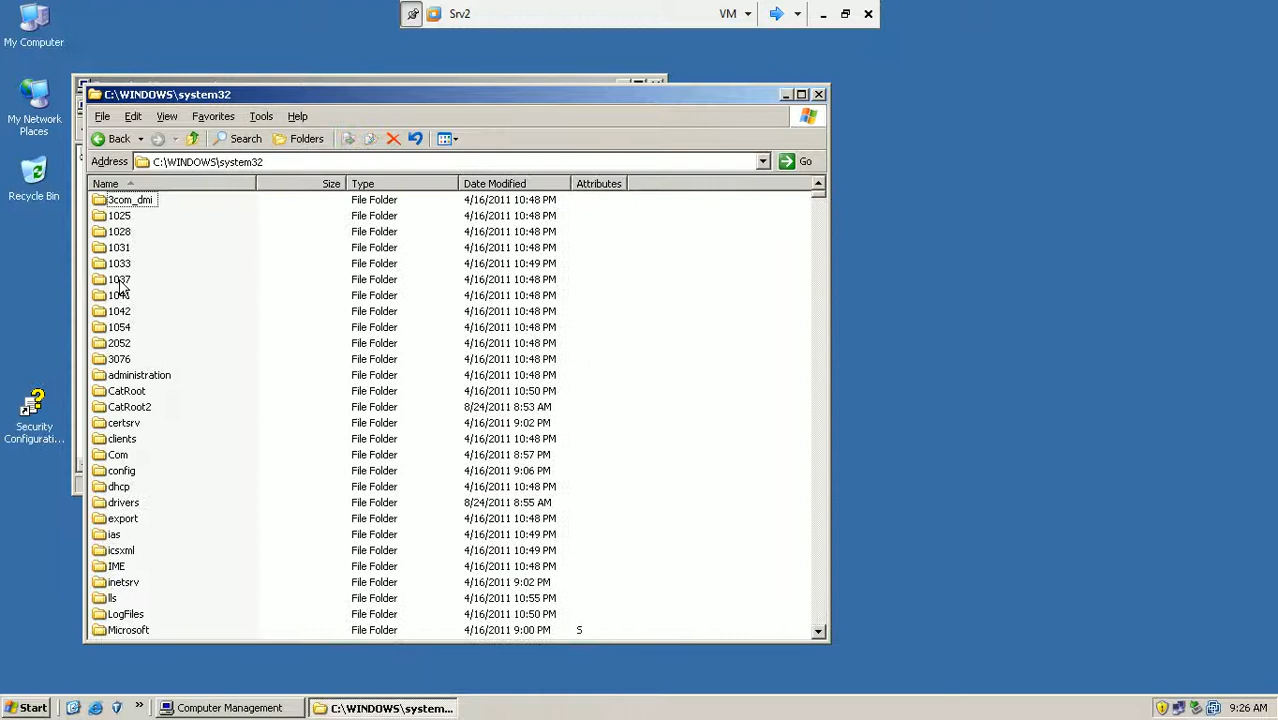 Srv2 VM
My Computer
My Network Places
Recycle Bin
Security Configurati...
C:\WINDOWS\system32
File Edit View Favorites Tools Help
Back Search Folders
Address C:\WINDOWS\system32 Go
Name Size Type Date Modified Attributes
3com_dmi File Folder 4/16/2011 10:48 PM
1025 File Folder 4/16/2011 10:48 PM
1028 File Folder 4/16/2011 10:48 PM
1031 File Folder 4/16/2011 10:48 PM
1033 File Folder 4/16/2011 10:49 PM
1037 File Folder 4/16/2011 10:48 PM
File Folder 4/16/2011 10:48 PM
1042 File Folder 4/16/2011 10:48 PM
1054 File Folder 4/16/2011 10:48 PM
2052 File Folder 4/16/2011 10:48 PM
3076 File Folder 4/16/2011 10:48 PM
administration File Folder 4/16/2011 10:48 PM
CatRoot File Folder 4/16/2011 10:50 PM
CatRoot2 File Folder 8/24/2011 8:53 AM
certsrv File Folder 4/16/2011 9:02 PM
clients File Folder 4/16/2011 10:48 PM
Com File Folder 4/16/2011 8:57 PM
config File Folder 4/16/2011 9:06 PM
dhcp File Folder 4/16/2011 10:48 PM
drivers File Folder 8/24/2011 8:55 AM
export File Folder 4/16/2011 10:48 PM
ias File Folder 4/16/2011 10:49 PM
icsxml File Folder 4/16/2011 10:49 PM
IME File Folder 4/16/2011 10:48 PM
inetsrv File Folder 4/16/2011 9:02 PM
lls File Folder 4/16/2011 10:55 PM
LogFiles File Folder 4/16/2011 10:50 PM
Microsoft File Folder 4/16/2011 9:00 PM S
Start » Computer Management C:\WINDOWS\system... 9:26 AM